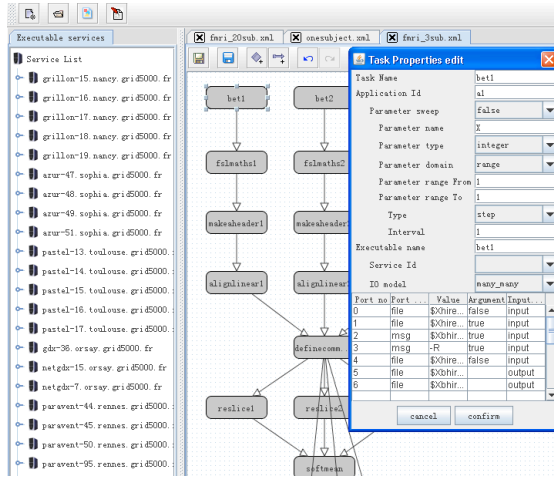 Executable services
fmri_20sub.xml
onesubject.xml
fmri_3sub.xml
Service List
grillon-15.nancy.grid5000.fr
grillon-16.nancy.grid5000.fr
grillon-17.nancy.grid5000.fr
grillon-18.nancy.grid5000.fr
grillon-19.nancy.grid5000.fr
azur-47.sophia.grid5000.fr
azur-48.sophia.grid5000.fr
azur-49.sophia.grid5000.fr
azur-51.sophia.grid5000.fr
pastel-13.toulouse.grid5000.
pastel-14.toulouse.grid5000.
pastel-15.toulouse.grid5000.
pastel-16.toulouse.grid5000.
pastel-17.toulouse.grid5000.
gdx-36.orsay.grid5000.fr
netgdx-15.orsay.grid5000.fr
netgdx-7.orsay.grid5000.fr
paravent-44.rennes.grid5000.
paravent-45.rennes.grid5000.
paravent-50.rennes.grid5000.
paravent-95.rennes.grid5000.
bet1
bet2
fslmaths1
fslmaths2
makeaheader1
makeaheader
alignlinear1
alignlinear
definecomm..
reslice1
reslice2
softmean
Task Properties edit
Task Name bet1
Application Id a1
Parameter sweep false
Parameter name X
Parameter type integer
Parameter domain range
Parameter range From 1
Parameter range To 1
Type step
Interval 1
Executable name bet1
Service Id
IO model many_many
Port no Port ... Value Argument Input...
0 file $Xhire... false input
1 file $Xhire... true input
2 msg $Xbhir... true input
3 msg -R true input
4 file $Xhire... false input
5 file $Xbhir... output
6 file $Xbhir... output
cancel confirm